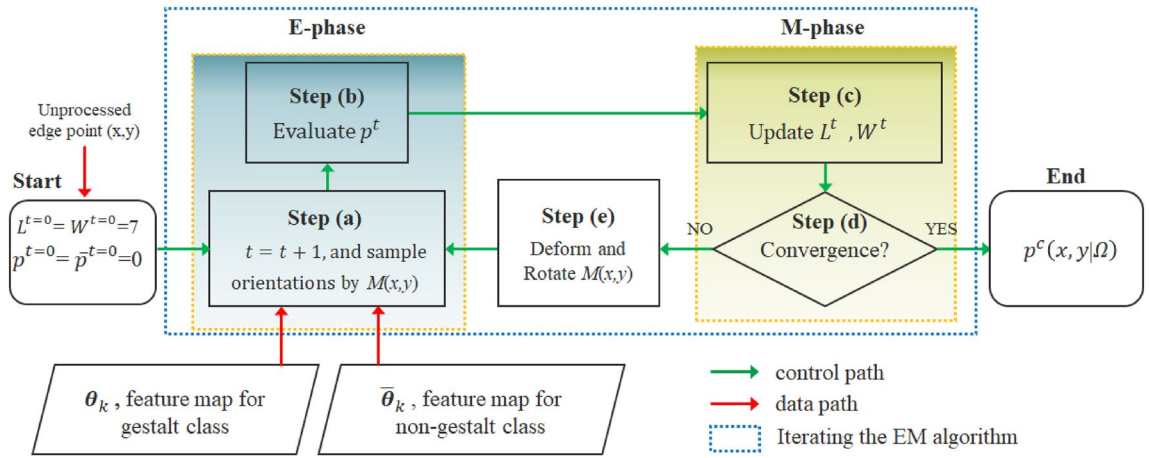 E-phase
M-phase
Step (b)
Evaluate p^t
Step (c)
Update L^t , W^t
Unprocessed
edge point (x,y)
Start
L^{t=0}= W^{t=0}=7
p^{t=0}= p̄^{t=0}=0
Step (a)
t = t + 1, and sample
orientations by M(x,y)
Step (e)
Deform and
Rotate M(x,y)
NO
Step (d)
Convergence?
YES
End
p^c(x, y|Ω)
θ_k , feature map for
gestalt class
θ̄_k , feature map for
non-gestalt class
control path
data path
Iterating the EM algorithm